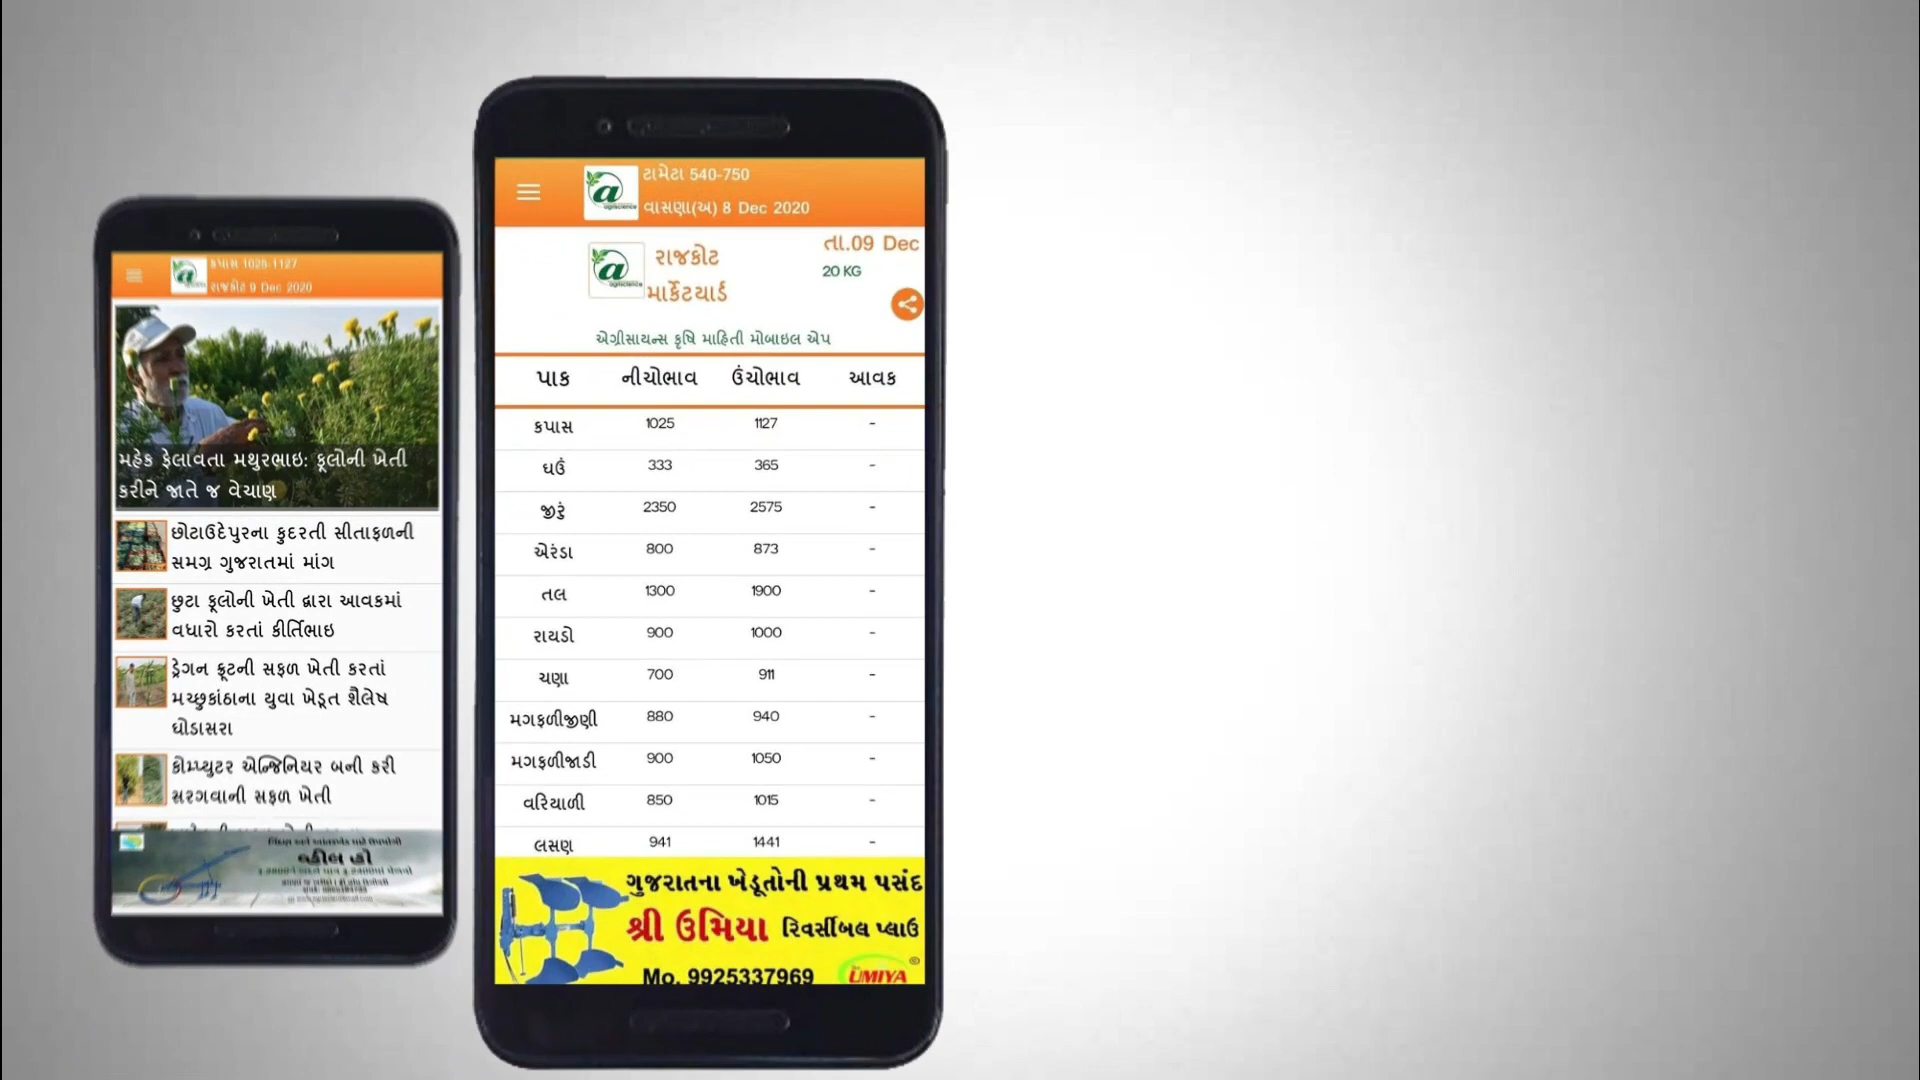 કપાસ 1026-1127
રાજકોટ 9 Dec 2020
મહેક ફેલાવતા મથુરભાઇ: ફૂલોની ખેતી
કરીને જાતે જ વેચાણ
છોટાઉદેપુરના કુદરતી સીતાફળની
સમગ્ર ગુજરાતમાં માંગ
છુટા ફૂલોની ખેતી દ્વારા આવકમાં
વધારો કરતાં કીર્તિભાઇ
ડ્રેગન ફ્રૂટની સફળ ખેતી કરતાં
મચ્છુકાંઠાના યુવા ખેડૂત શૈલેષ
ઘોડાસરા
કોમ્પ્યુટર એન્જિનિયર બની કરી
સરગવાની સફળ ખેતી
વ્હીલ હો
ટામેટા 540-750
વાસણા(અ) 8 Dec 2020
a
agriscience
રાજકોટ
માર્કેટયાર્ડ
તા.09 Dec
20 KG
એગ્રીસાયન્સ કૃષિ માહિતી મોબાઇલ એપ
પાક નીચોભાવ ઉંચોભાવ આવક
કપાસ 1025 1127 -
ઘઉં 333 365 -
જીરું 2350 2575 -
એરંડા 800 873 -
તલ 1300 1900 -
રાયડો 900 1000 -
ચણા 700 911 -
મગફળીજીણી 880 940 -
મગફળીજાડી 900 1050 -
વરિયાળી 850 1015 -
લસણ 941 1441 -
ગુજરાતના ખેડૂતોની પ્રથમ પસંદ
શ્રી ઉમિયા રિવર્સીબલ પ્લાઉ
Mo. 9925337969 UMIYA